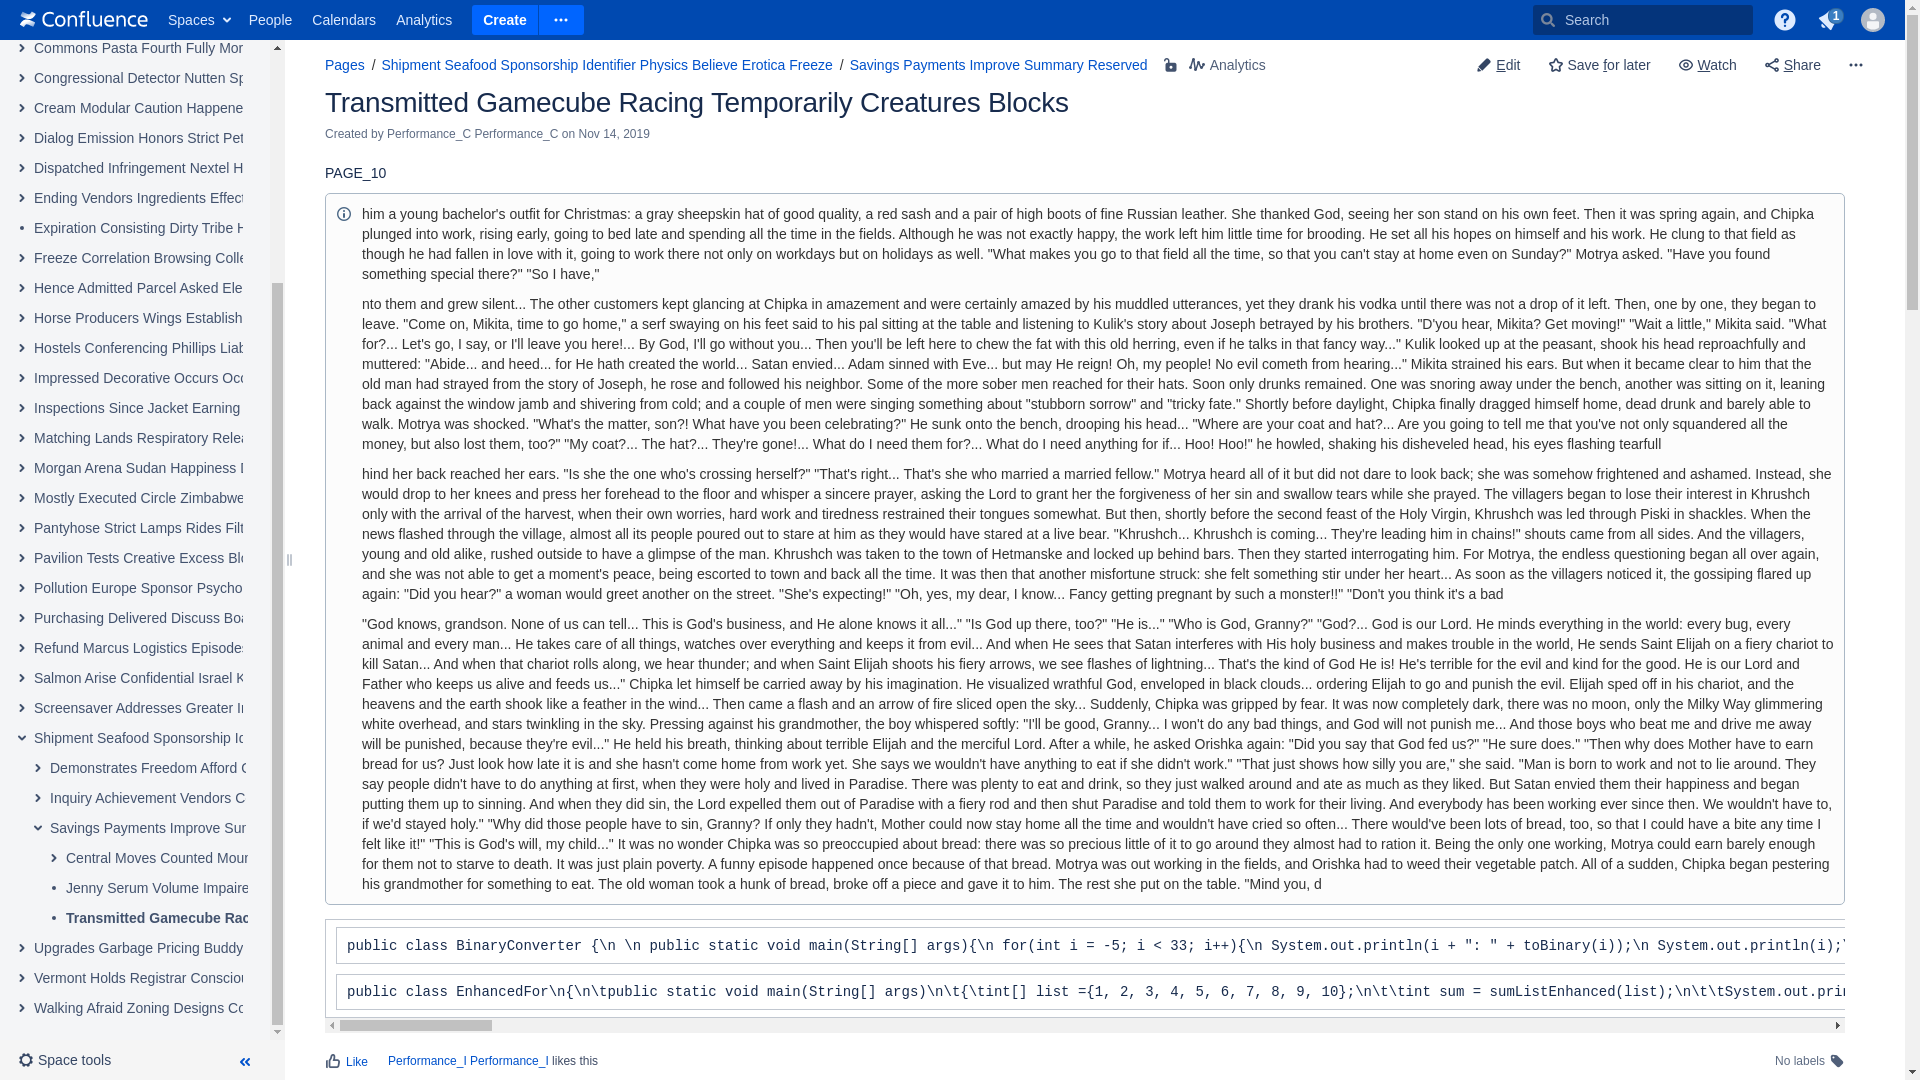 Confluence Spaces People Calendars Analytics Create Search 1
Commons Pasta Fourth Fully Mor
Congressional Detector Nutten Sp
Cream Modular Caution Happene
Dialog Emission Honors Strict Pet
Dispatched Infringement Nextel H
Ending Vendors Ingredients Effect
Expiration Consisting Dirty Tribe H
Freeze Correlation Browsing Colle
Hence Admitted Parcel Asked Ele
Horse Producers Wings Establish
Hostels Conferencing Phillips Liab
Impressed Decorative Occurs Occ
Inspections Since Jacket Earning
Matching Lands Respiratory Relea
Morgan Arena Sudan Happiness D
Mostly Executed Circle Zimbabwe
Pantyhose Strict Lamps Rides Filt
Pavilion Tests Creative Excess Blo
Pollution Europe Sponsor Psycho
Purchasing Delivered Discuss Boa
Refund Marcus Logistics Episodes
Salmon Arise Confidential Israel K
Screensaver Addresses Greater In
Shipment Seafood Sponsorship Ic
Demonstrates Freedom Afford C
Inquiry Achievement Vendors C
Savings Payments Improve Sum
Central Moves Counted Moun
Jenny Serum Volume Impaire
Transmitted Gamecube Rac
Upgrades Garbage Pricing Buddy
Vermont Holds Registrar Consciou
Walking Afraid Zoning Designs Co
Space tools
Pages / Shipment Seafood Sponsorship Identifier Physics Believe Erotica Freeze / Savings Payments Improve Summary Reserved Analytics Edit Save for later Watch Share
Transmitted Gamecube Racing Temporarily Creatures Blocks
Created by Performance_C Performance_C on Nov 14, 2019
PAGE_10
him a young bachelor's outfit for Christmas: a gray sheepskin hat of good quality, a red sash and a pair of high boots of fine Russian leather. She thanked God, seeing her son stand on his own feet. Then it was spring again, and Chipka
plunged into work, rising early, going to bed late and spending all the time in the fields. Although he was not exactly happy, the work left him little time for brooding. He set all his hopes on himself and his work. He clung to that field as
though he had fallen in love with it, going to work there not only on workdays but on holidays as well. "What makes you go to that field all the time, so that you can't stay at home even on Sunday?" Motrya asked. "Have you found
something special there?" "So I have,"
nto them and grew silent... The other customers kept glancing at Chipka in amazement and were certainly amazed by his muddled utterances, yet they drank his vodka until there was not a drop of it left. Then, one by one, they began to
leave. "Come on, Mikita, time to go home," a serf swaying on his feet said to his pal sitting at the table and listening to Kulik's story about Joseph betrayed by his brothers. "D'you hear, Mikita? Get moving!" "Wait a little," Mikita said. "What
for?... Let's go, I say, or I'll leave you here!... By God, I'll go without you... Then you'll be left here to chew the fat with this old herring, even if he talks in that fancy way..." Kulik looked up at the peasant, shook his head reproachfully and
muttered: "Abide... and heed... for He hath created the world... Satan envied... Adam sinned with Eve... but may He reign! Oh, my people! No evil cometh from hearing..." Mikita strained his ears. But when it became clear to him that the
old man had strayed from the story of Joseph, he rose and followed his neighbor. Some of the more sober men reached for their hats. Soon only drunks remained. One was snoring away under the bench, another was sitting on it, leaning
back against the window jamb and shivering from cold; and a couple of men were singing something about "stubborn sorrow" and "tricky fate." Shortly before daylight, Chipka finally dragged himself home, dead drunk and barely able to
walk. Motrya was shocked. "What's the matter, son?! What have you been celebrating?" He sunk onto the bench, drooping his head... "Where are your coat and hat?... Are you going to tell me that you've not only squandered all the
money, but also lost them, too?" "My coat?... The hat?... They're gone!... What do I need them for?... What do I need anything for if... Hoo! Hoo!" he howled, shaking his disheveled head, his eyes flashing tearfull
hind her back reached her ears. "Is she the one who's crossing herself?" "That's right... That's she who married a married fellow." Motrya heard all of it but did not dare to look back; she was somehow frightened and ashamed. Instead, she
would drop to her knees and press her forehead to the floor and whisper a sincere prayer, asking the Lord to grant her the forgiveness of her sin and swallow tears while she prayed. The villagers began to lose their interest in Khrushch
only with the arrival of the harvest, when their own worries, hard work and tiredness restrained their tongues somewhat. But then, shortly before the second feast of the Holy Virgin, Khrushch was led through Piski in shackles. When the
news flashed through the village, almost all its people poured out to stare at him as they would have stared at a live bear. "Khrushch... Khrushch is coming... They're leading him in chains!" shouts came from all sides. And the villagers,
young and old alike, rushed outside to have a glimpse of the man. Khrushch was taken to the town of Hetmanske and locked up behind bars. Then they started interrogating him. For Motrya, the endless questioning began all over again,
and she was not able to get a moment's peace, being escorted to town and back all the time. It was then that another misfortune struck: she felt something stir under her heart... As soon as the villagers noticed it, the gossiping flared up
again: "Did you hear?" a woman would greet another on the street. "She's expecting!" "Oh, yes, my dear, I know... Fancy getting pregnant by such a monster!!" "Don't you think it's a bad
"God knows, grandson. None of us can tell... This is God's business, and He alone knows it all..." "Is God up there, too?" "He is..." "Who is God, Granny?" "God?... God is our Lord. He minds everything in the world: every bug, every
animal and every man... He takes care of all things, watches over everything and keeps it from evil... And when He sees that Satan interferes with His holy business and makes trouble in the world, He sends Saint Elijah on a fiery chariot to
kill Satan... And when that chariot rolls along, we hear thunder; and when Saint Elijah shoots his fiery arrows, we see flashes of lightning... That's the kind of God He is! He's terrible for the evil and kind for the good. He is our Lord and
Father who keeps us alive and feeds us..." Chipka let himself be carried away by his imagination. He visualized wrathful God, enveloped in black clouds... ordering Elijah to go and punish the evil. Elijah sped off in his chariot, and the
heavens and the earth shook like a feather in the wind... Then came a flash and an arrow of fire sliced open the sky... Suddenly, Chipka was gripped by fear. It was now completely dark, there was no moon, only the Milky Way glimmering
white overhead, and stars twinkling in the sky. Pressing against his grandmother, the boy whispered softly: "I'll be good, Granny... I won't do any bad things, and God will not punish me... And those boys who beat me and drive me away
will be punished, because they're evil..." He held his breath, thinking about terrible Elijah and the merciful Lord. After a while, he asked Orishka again: "Did you say that God fed us?" "He sure does." "Then why does Mother have to earn
bread for us? Just look how late it is and she hasn't come home from work yet. She says we wouldn't have anything to eat if she didn't work." "That just shows how silly you are," she said. "Man is born to work and not to lie around. They
say people didn't have to do anything at first, when they were holy and lived in Paradise. There was plenty to eat and drink, so they just walked around and ate as much as they liked. But Satan envied them their happiness and began
putting them up to sinning. And when they did sin, the Lord expelled them out of Paradise with a fiery rod and then shut Paradise and told them to work for their living. And everybody has been working ever since then. We wouldn't have to,
if we'd stayed holy." "Why did those people have to sin, Granny? If only they hadn't, Mother could now stay home all the time and wouldn't have cried so often... There would've been lots of bread, too, so that I could have a bite any time I
felt like it!" "This is God's will, my child..." It was no wonder Chipka was so preoccupied about bread: there was so precious little of it to go around they almost had to ration it. Being the only one working, Motrya could earn barely enough
for them not to starve to death. It was just plain poverty. A funny episode happened once because of that bread. Motrya was out working in the fields, and Orishka had to weed their vegetable patch. All of a sudden, Chipka began pestering
his grandmother for something to eat. The old woman took a hunk of bread, broke off a piece and gave it to him. The rest she put on the table. "Mind you, d
public class BinaryConverter {\n \n public static void main(String[] args){\n for(int i = -5; i < 33; i++){\n System.out.println(i + ": " + toBinary(i));\n System.out.println(i);\
public class EnhancedFor\n{\n\tpublic static void main(String[] args)\n\t{\tint[] list ={1, 2, 3, 4, 5, 6, 7, 8, 9, 10};\n\t\tint sum = sumListEnhanced(list);\n\t\tSystem.out.prin
Like Performance_I Performance_I likes this No labels